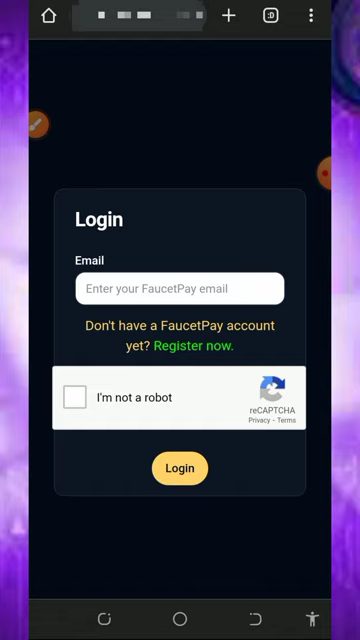 :D
Login
Email
Enter your FaucetPay email
Don't have a FaucetPay account
yet? Register now.
I'm not a robot
reCAPTCHA
Privacy - Terms
Login